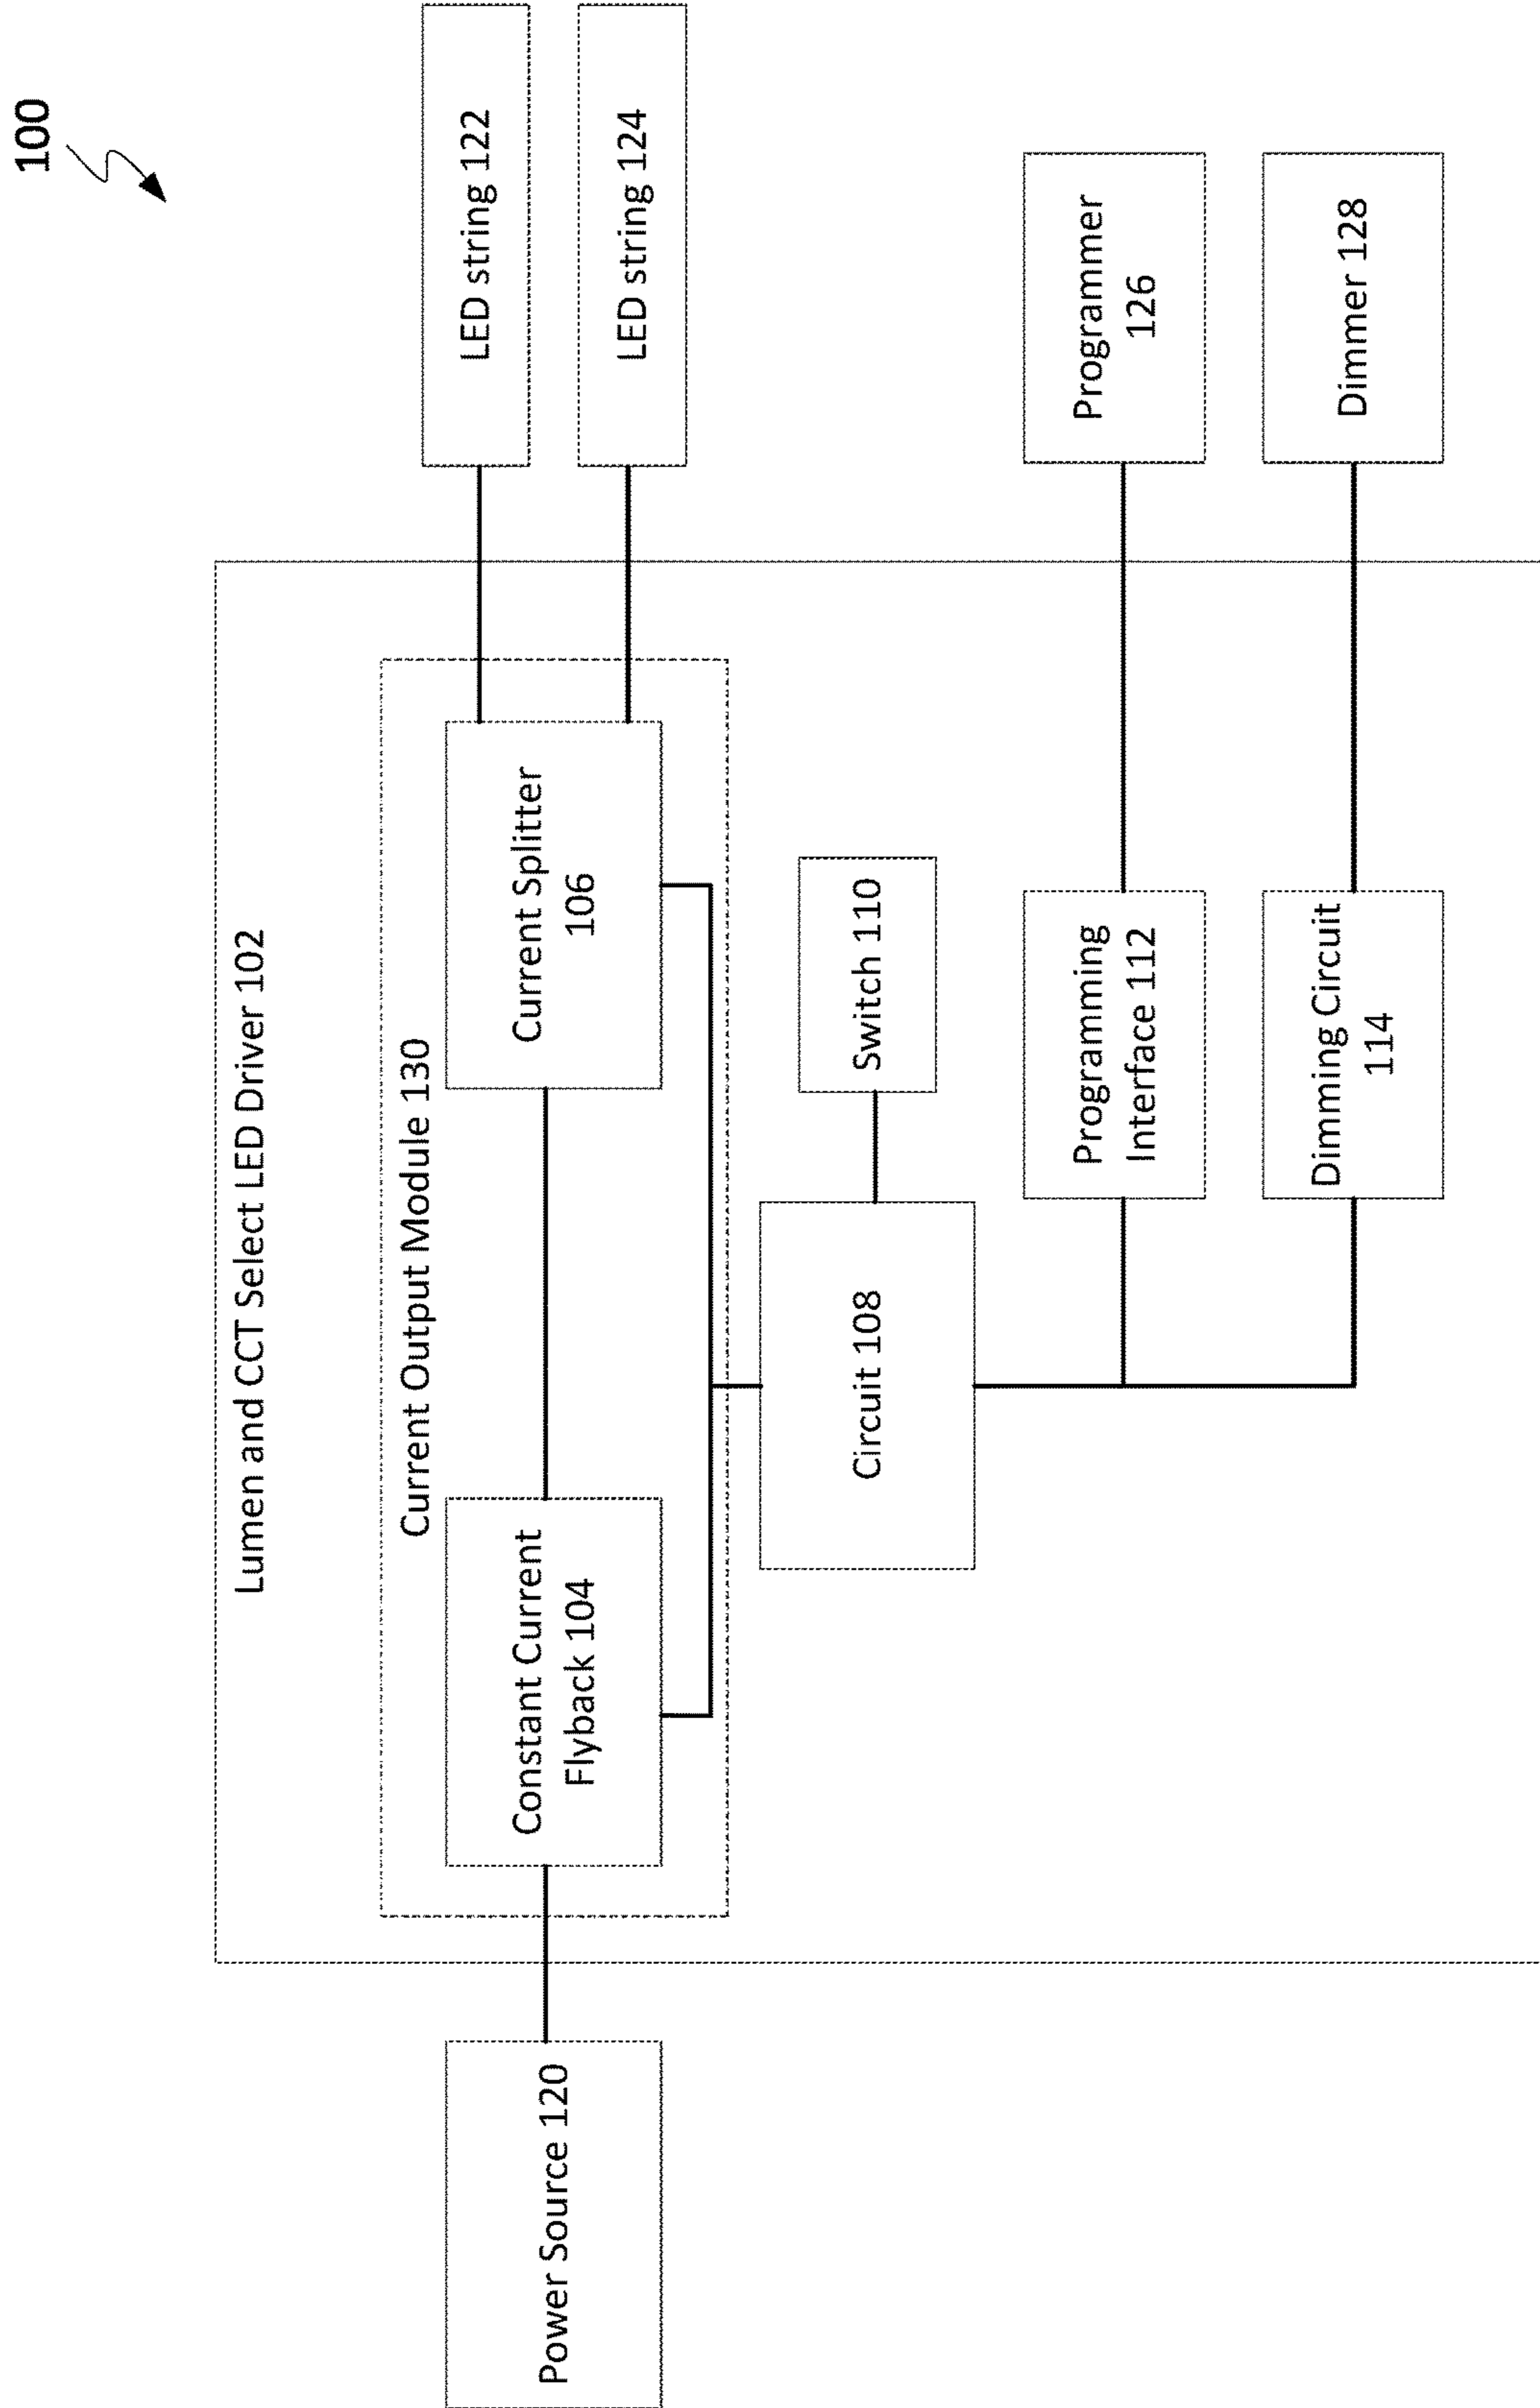 100
Lumen and CCT Select LED Driver 102
Current Output Module 130
Power Source 120
Constant Current
Flyback 104
Current Splitter
106
LED string 122
LED string 124
Circuit 108
Switch 110
Programming
Interface 112
Programmer
126
Dimming Circuit
114
Dimmer 128